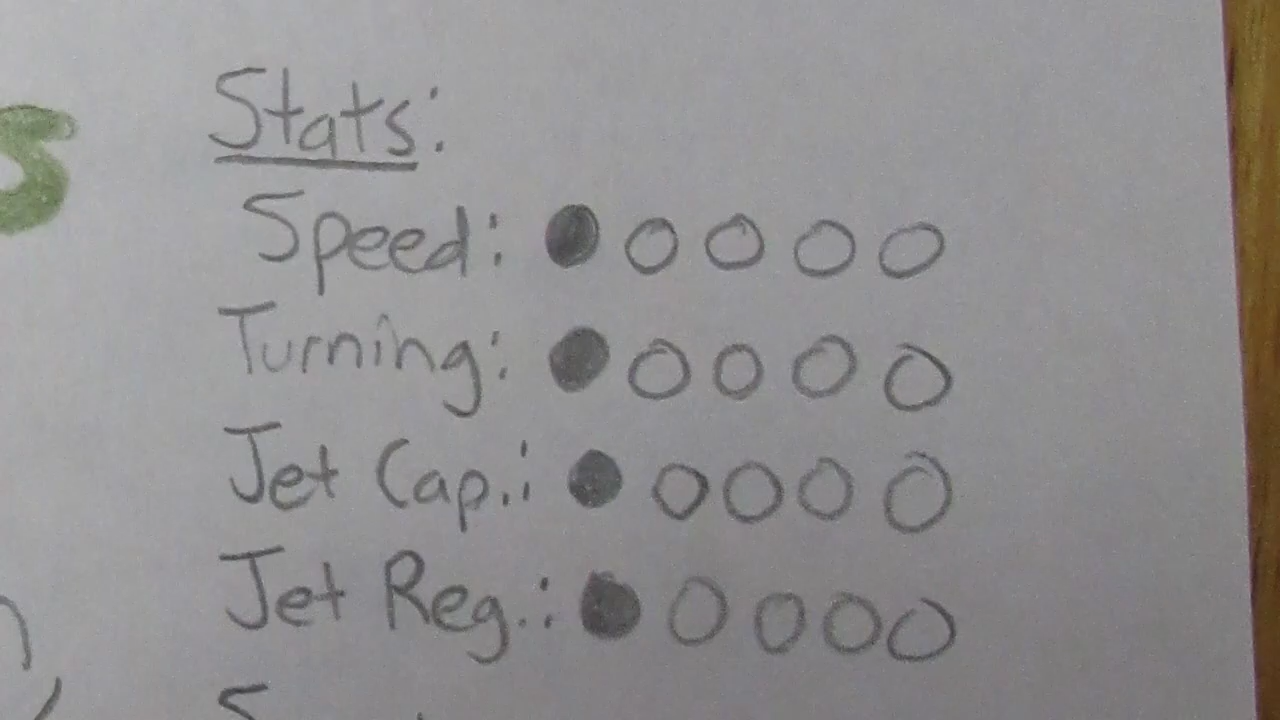 Stats:
Speed: ●○○○○
Turning: ●○○○○
Jet Cap.: ●○○○○
Jet Reg.: ●○○○○